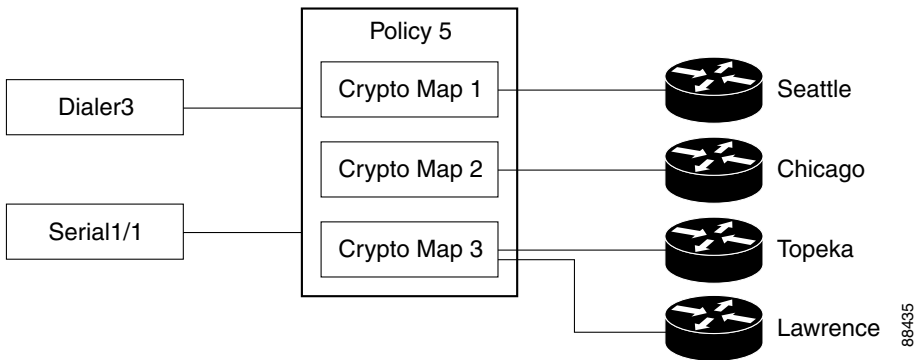 Policy 5
Dialer3
Serial1/1
Crypto Map 1
Crypto Map 2
Crypto Map 3
Seattle
Chicago
Topeka
Lawrence
88435